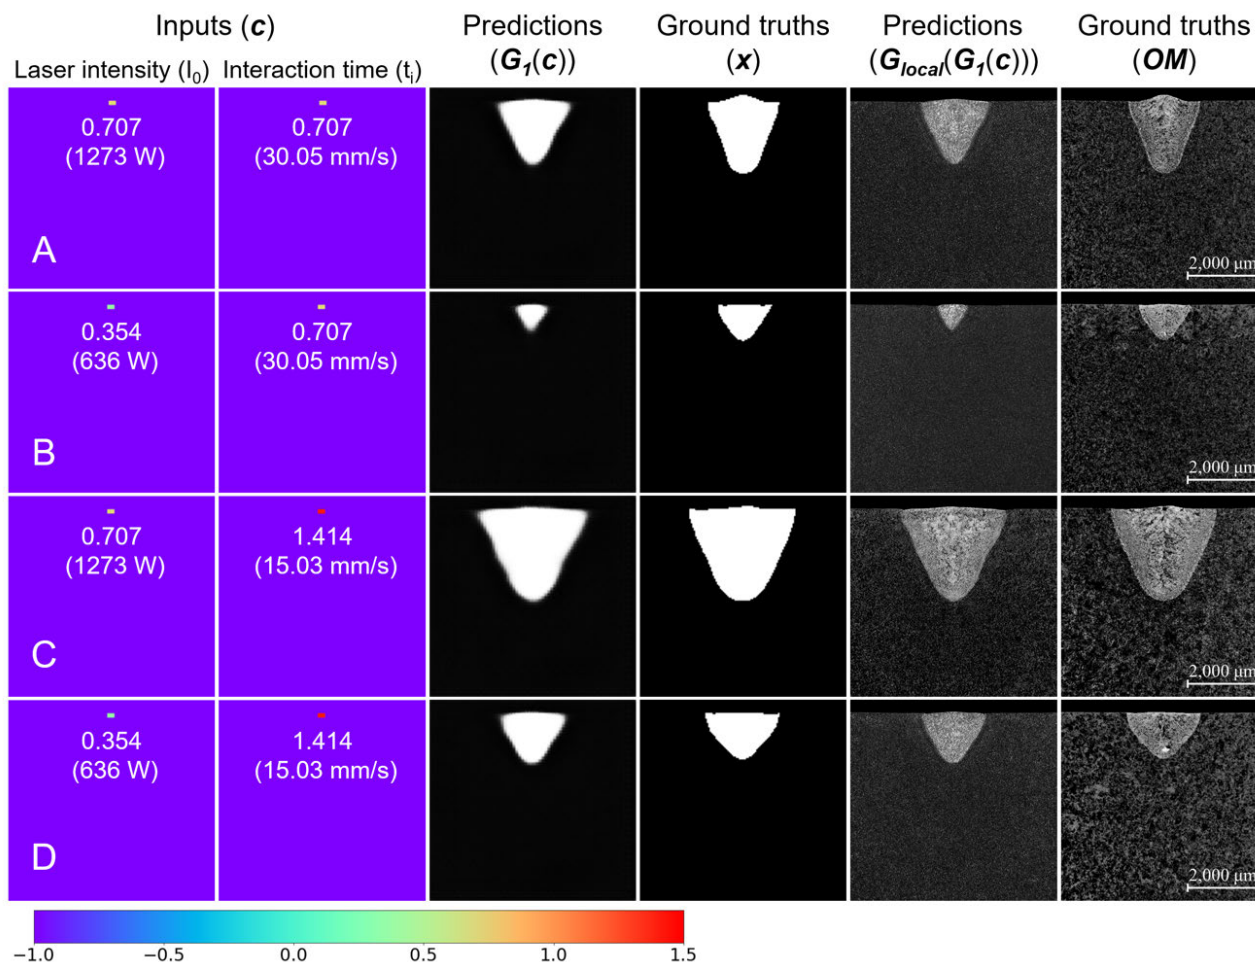 Inputs (c)
Predictions
(G1(c))
Ground truths
(x)
Predictions
(Glocal(G1(c)))
Ground truths
(OM)
Laser intensity (I0)
Interaction time (ti)
0.707
(1273 W)
0.707
(30.05 mm/s)
A
2,000 μm
0.354
(636 W)
0.707
(30.05 mm/s)
B
2,000 μm
0.707
(1273 W)
1.414
(15.03 mm/s)
C
2,000 μm
0.354
(636 W)
1.414
(15.03 mm/s)
D
2,000 μm
−1.0 −0.5 0.0 0.5 1.0 1.5